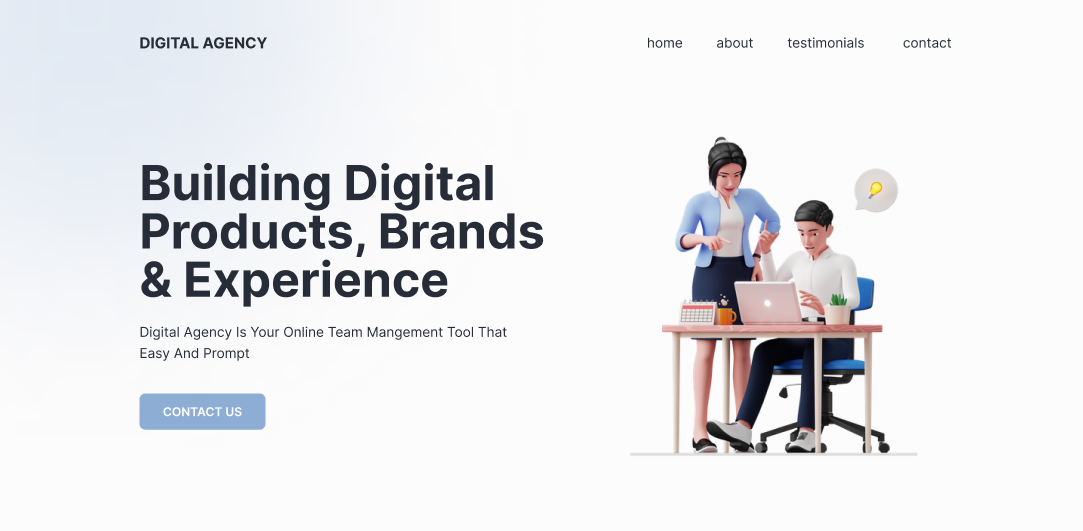 DIGITAL AGENCY
home about testimonials contact
Building Digital
Products, Brands
& Experience
Digital Agency Is Your Online Team Mangement Tool That
Easy And Prompt
CONTACT US